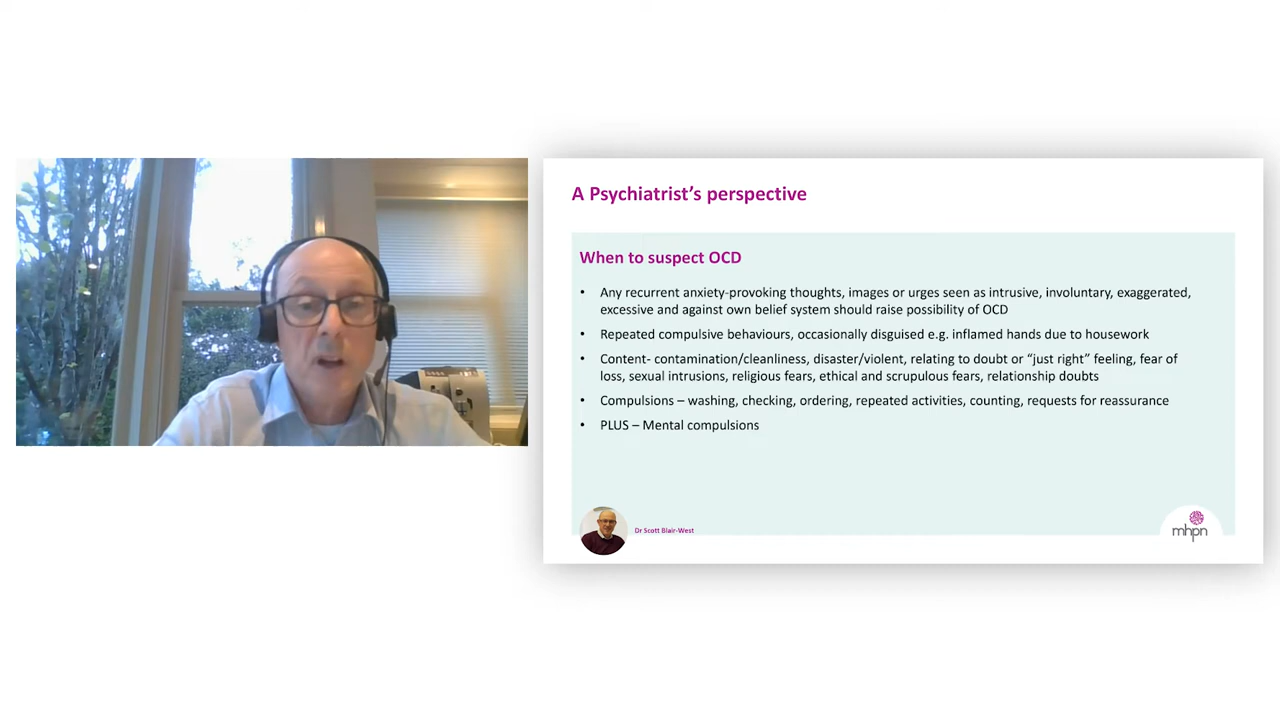 A Psychiatrist's perspective
When to suspect OCD
• Any recurrent anxiety-provoking thoughts, images or urges seen as intrusive, involuntary, exaggerated,
excessive and against own belief system should raise possibility of OCD
• Repeated compulsive behaviours, occasionally disguised e.g. inflamed hands due to housework
• Content- contamination/cleanliness, disaster/violent, relating to doubt or “just right” feeling, fear of
loss, sexual intrusions, religious fears, ethical and scrupulous fears, relationship doubts
• Compulsions – washing, checking, ordering, repeated activities, counting, requests for reassurance
• PLUS – Mental compulsions
Dr Scott Blair-West
mhpn